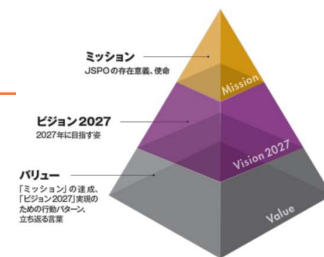 ミッション
JSPOの存在意義、使命
Mission
ビジョン2027
2027年に目指す姿
Vision 2027
バリュー
「ミッション」の達成、
「ビジョン2027」実現の
ための行動パターン、
立ち返る言葉
Value